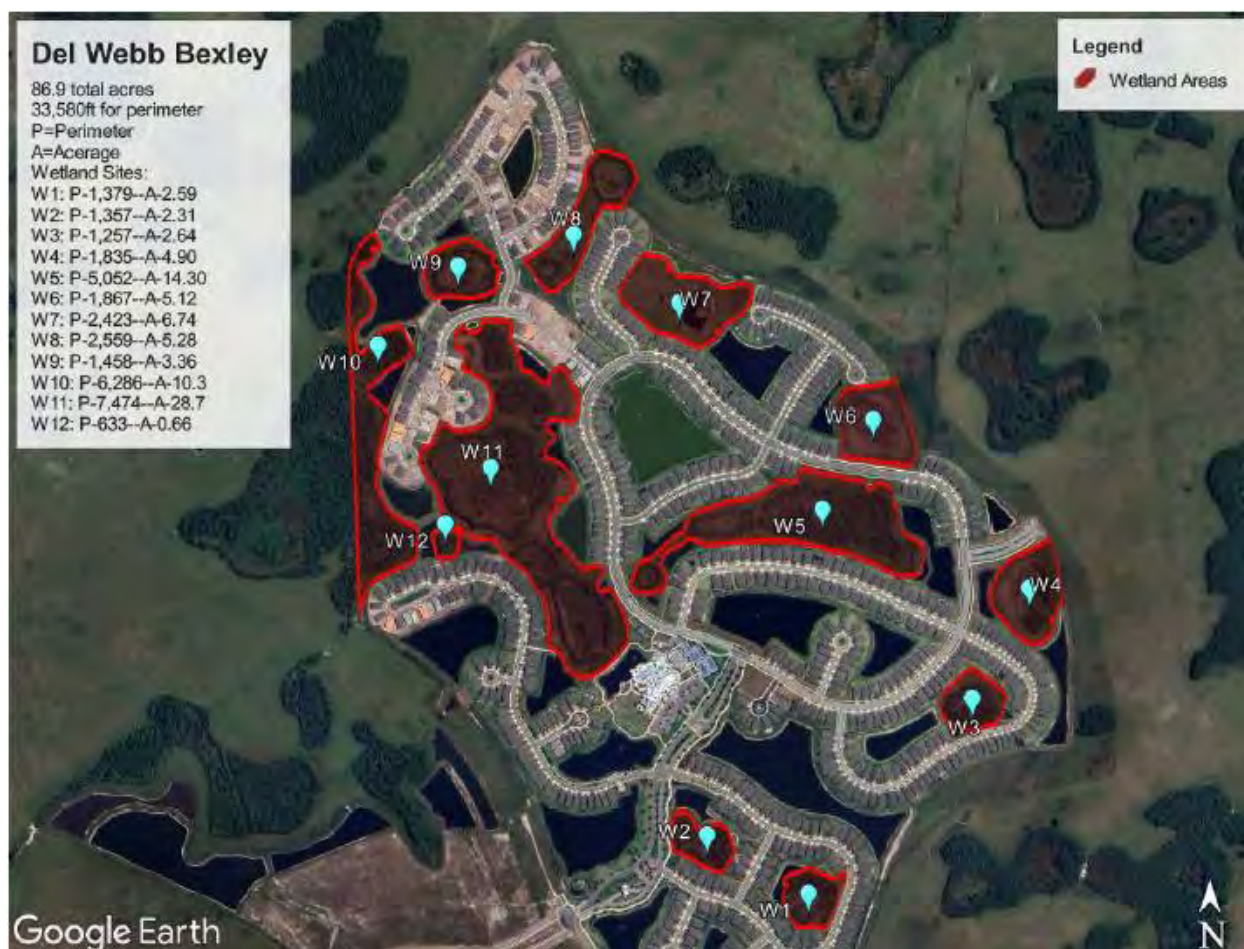 Del Webb Bexley
86.9 total acres
33,580ft for perimeter
P=Perimeter
A=Acerage
Wetland Sites:
W1: P-1,379--A-2.59
W2: P-1,357--A-2.31
W3: P-1,257--A-2.64
W4: P-1,835--A-4.90
W5: P-5,052--A-14.30
W6: P-1,867--A-5.12
W7: P-2,423--A-6.74
W8: P-2,559--A-5.28
W9: P-1,458--A-3.36
W10: P-6,286--A-10.3
W11: P-7,474--A-28.7
W12: P-633--A-0.66
Legend
Wetland Areas
W8
W9
W7
W10
W6
W11
W5
W12
W4
W3
W2
W1
Google Earth
N